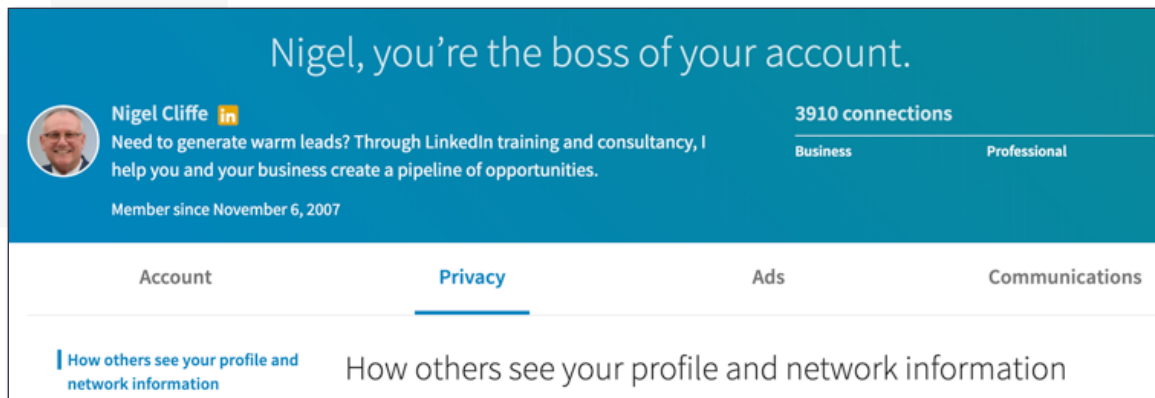 Nigel, you're the boss of your account.
Nigel Cliffe in
Need to generate warm leads? Through LinkedIn training and consultancy, I
help you and your business create a pipeline of opportunities.
Member since November 6, 2007
3910 connections
Business Professional
Account Privacy Ads Communications
How others see your profile and
network information
How others see your profile and network information